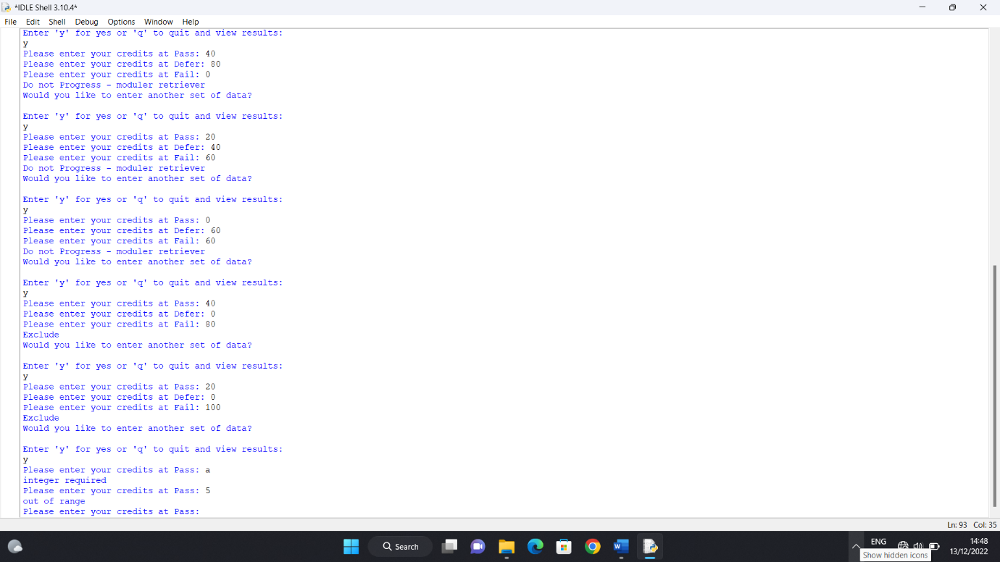 *IDLE Shell 3.10.4*
File Edit Shell Debug Options Window Help
Enter 'y' for yes or 'q' to quit and view results:
y
Please enter your credits at Pass: 40
Please enter your credits at Defer: 80
Please enter your credits at Fail: 0
Do not Progress - moduler retriever
Would you like to enter another set of data?
Enter 'y' for yes or 'q' to quit and view results:
y
Please enter your credits at Pass: 20
Please enter your credits at Defer: 40
Please enter your credits at Fail: 60
Do not Progress - moduler retriever
Would you like to enter another set of data?
Enter 'y' for yes or 'q' to quit and view results:
y
Please enter your credits at Pass: 0
Please enter your credits at Defer: 60
Please enter your credits at Fail: 60
Do not Progress - moduler retriever
Would you like to enter another set of data?
Enter 'y' for yes or 'q' to quit and view results:
y
Please enter your credits at Pass: 40
Please enter your credits at Defer: 0
Please enter your credits at Fail: 80
Exclude
Would you like to enter another set of data?
Enter 'y' for yes or 'q' to quit and view results:
y
Please enter your credits at Pass: 20
Please enter your credits at Defer: 0
Please enter your credits at Fail: 100
Exclude
Would you like to enter another set of data?
Enter 'y' for yes or 'q' to quit and view results:
y
Please enter your credits at Pass: a
integer required
Please enter your credits at Pass: 5
out of range
Please enter your credits at Pass:
Ln: 93 Col: 35
Search
ENG
14:48
13/12/2022
Show hidden icons